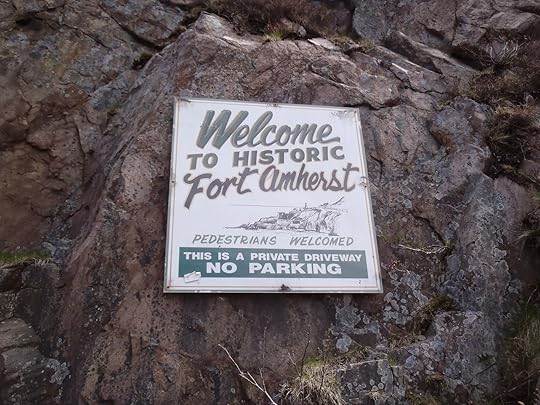 Welcome
TO HISTORIC
Fort Amherst
PEDESTRIANS WELCOMED
THIS IS A PRIVATE DRIVEWAY
NO PARKING